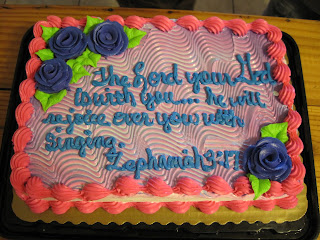 The Lord your God
Is with you... he will
rejoice over you with
singing.
Zephaniah 3:17